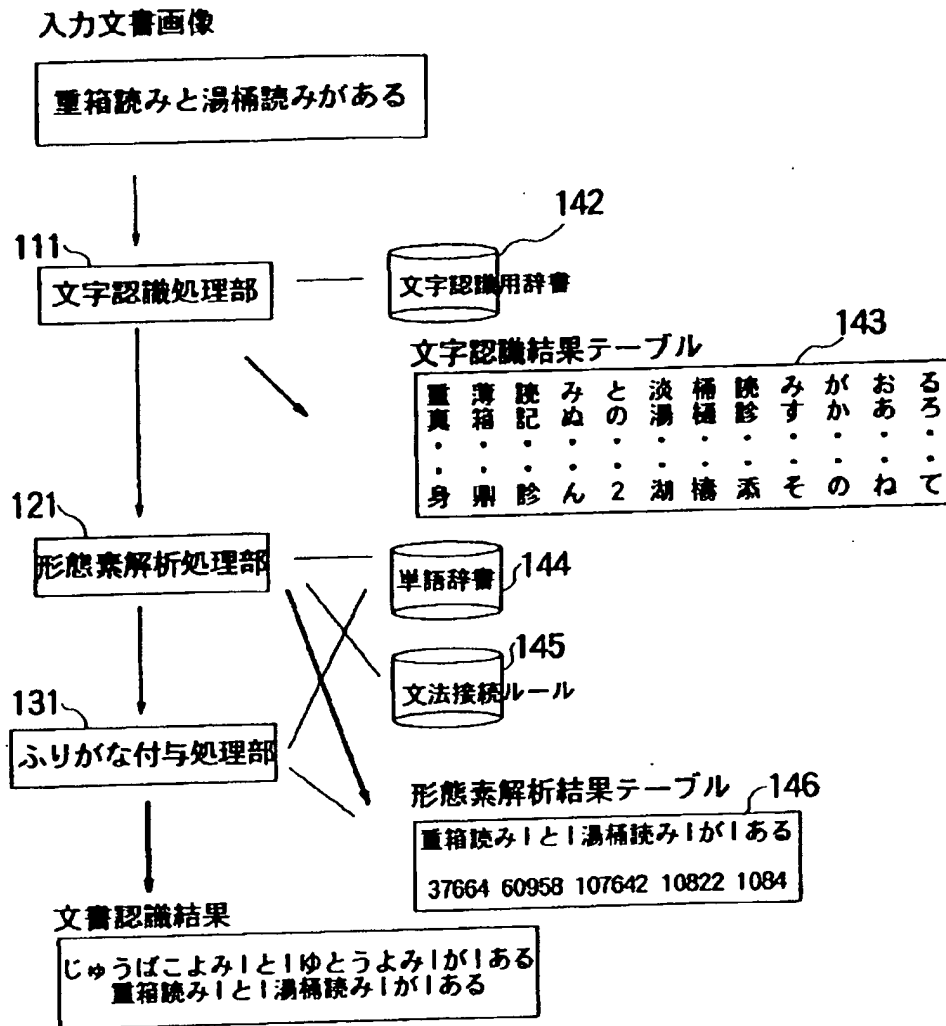 入力文書画像
重箱読みと湯桶読みがある
142
111
文字認識処理部
文字認識用辞書
143
文字認識結果テーブル
重薄読みと淡桶読みがおる
真箱記ぬの湯樋診すかあろ
・・・・・・・・・・・・
・・・・・・・・・・・・
身鼎診ん2湖橋添そのねて
121
形態素解析処理部
単語辞書
144
145
文法接続ルール
131
ふりがな付与処理部
形態素解析結果テーブル
146
重箱読み|と|湯桶読み|が|ある
37664 60958 107642 10822 1084
文書認識結果
じゅうばこよみ|と|ゆとうよみ|が|ある
重箱読み|と|湯桶読み|が|ある